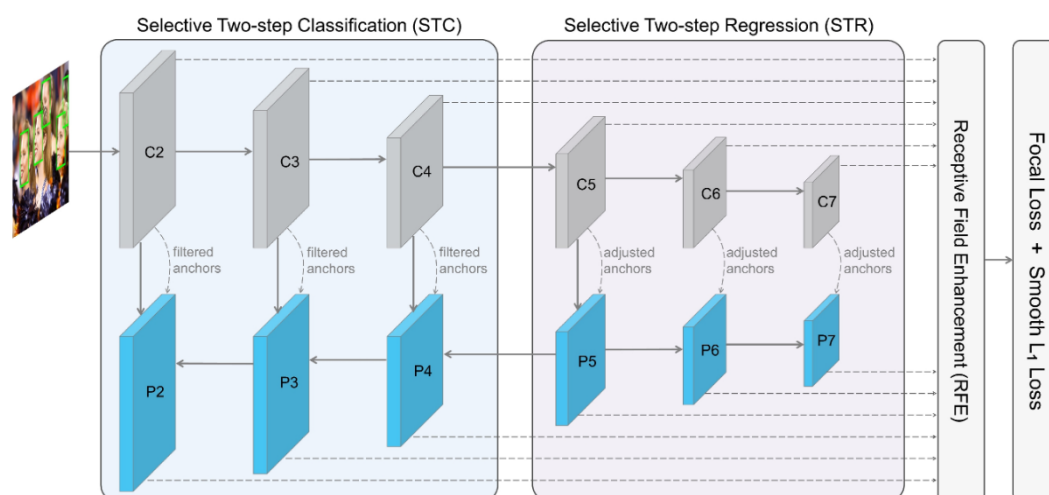 Selective Two-step Classification (STC)
Selective Two-step Regression (STR)
C2
C3
C4
C5
C6
C7
filtered
anchors
filtered
anchors
filtered
anchors
adjusted
anchors
adjusted
anchors
adjusted
anchors
P2
P3
P4
P5
P6
P7
Receptive Field Enhancement (RFE)
Focal Loss + Smooth L₁ Loss